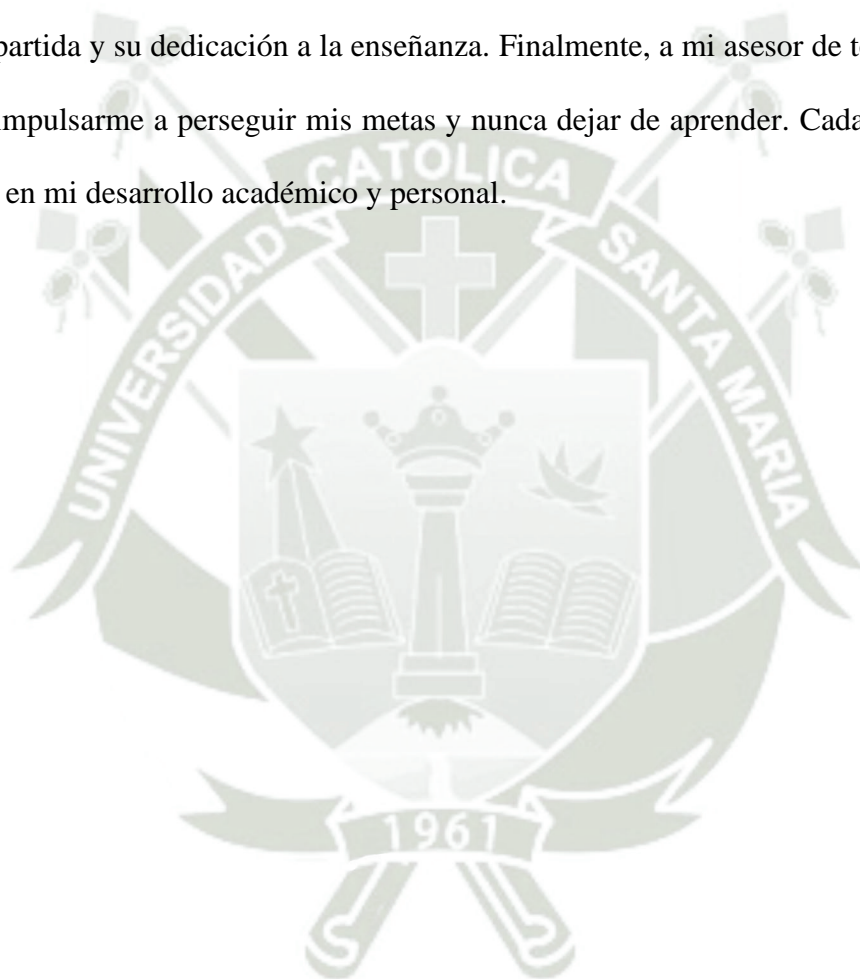 partida y su dedicación a la enseñanza. Finalmente, a mi asesor de
impulsarme a perseguir mis metas y nunca dejar de aprender. Cada
en mi desarrollo académico y personal.
UNIVERSIDAD CATOLICA SANTA MARIA
1961